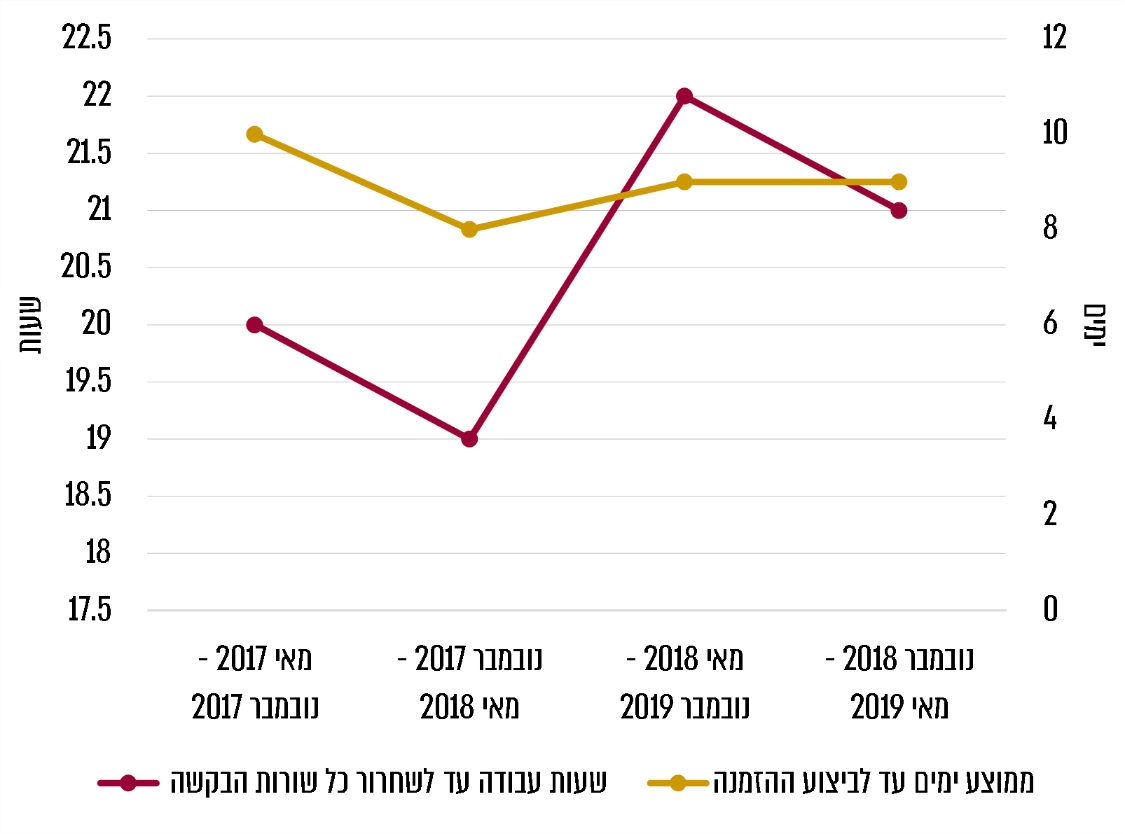 22.5
22
21.5
21
20.5
20
19.5
19
18.5
18
17.5
שעות
12
10
8
6
4
2
0
ימים
מאי 2017 -
נובמבר 2017
נובמבר 2017 -
מאי 2018
מאי 2018 -
נובמבר 2019
נובמבר 2018 -
מאי 2019
שעות עבודה עד לשחרור כל שורות הבקשה
ממוצע ימים עד לביצוע ההזמנה